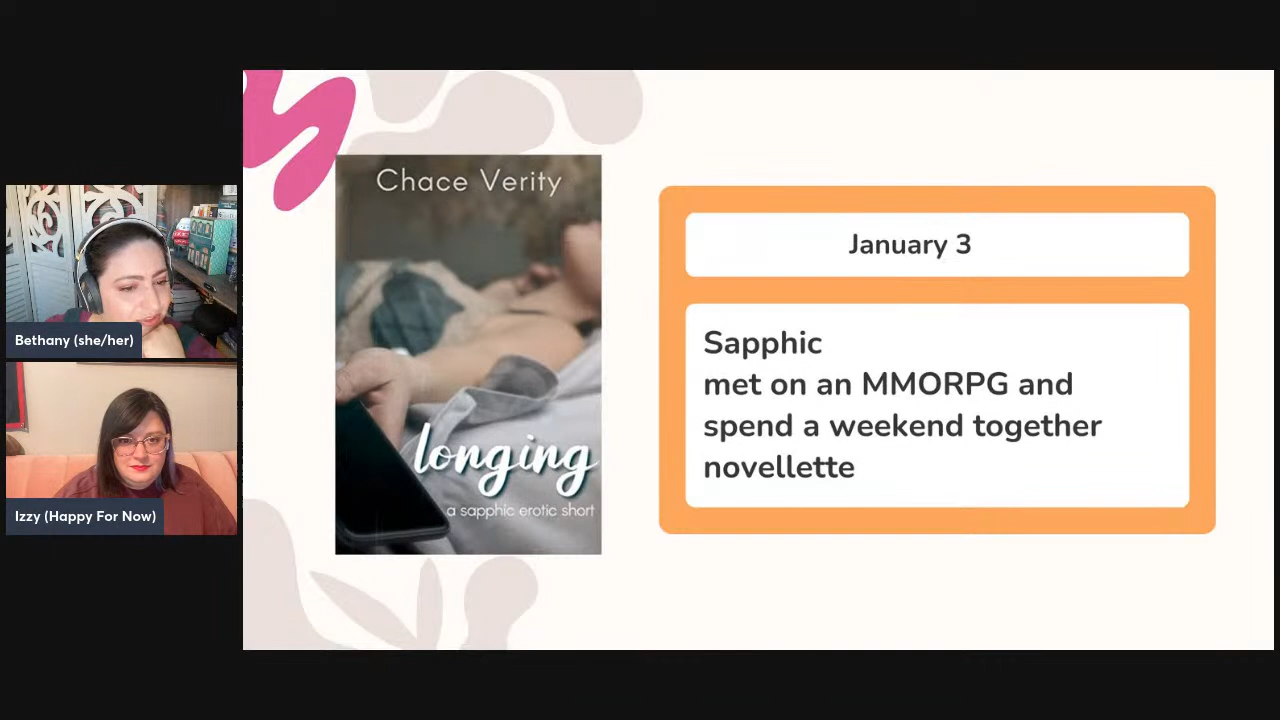 Bethany (she/her)
Izzy (Happy For Now)
Chace Verity
longing
a sapphic erotic short
January 3
Sapphic
met on an MMORPG and
spend a weekend together
novellette